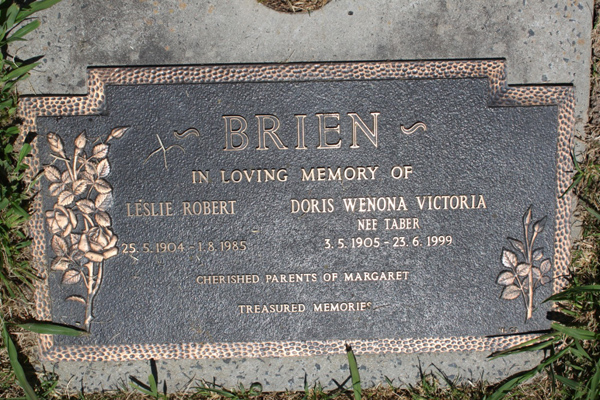 BRIEN
IN LOVING MEMORY OF
LESLIE ROBERT
25.5.1904 - 1.8.1985
DORIS WENONA VICTORIA
NEE TABER
3.5.1905 - 23.6.1999
CHERISHED PARENTS OF MARGARET
TREASURED MEMORIES